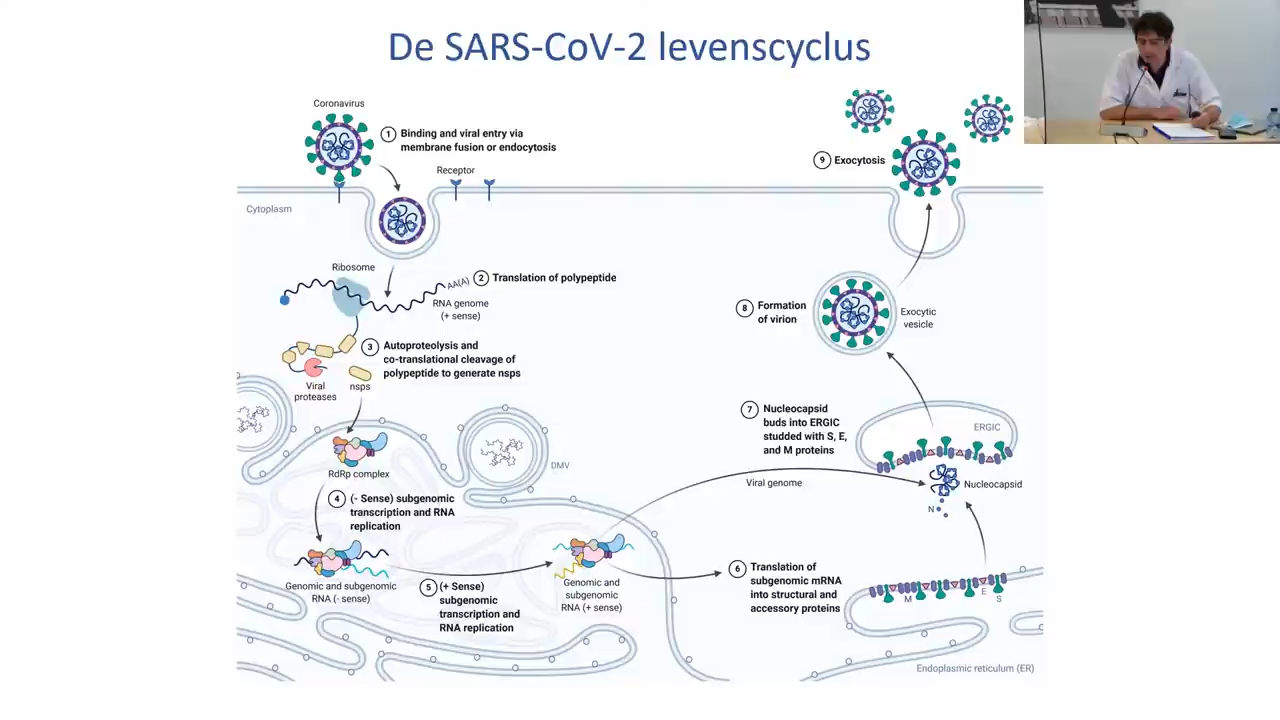 De SARS-CoV-2 levenscyclus
Coronavirus
1 Binding and viral entry via
membrane fusion or endocytosis
Receptor
Cytoplasm
9 Exocytosis
Ribosome
AA(A)
2 Translation of polypeptide
RNA genome
(+ sense)
3 Autoproteolysis and
co-translational cleavage of
polypeptide to generate nsps
Viral
proteases
nsps
8 Formation
of virion
Exocytic
vesicle
RdRp complex
DMV
4 (- Sense) subgenomic
transcription and RNA
replication
7 Nucleocapsid
buds into ERGIC
studded with S, E,
and M proteins
ERGIC
Viral genome
Nucleocapsid
N
Genomic and subgenomic
RNA (- sense)
5 (+ Sense)
subgenomic
transcription and
RNA replication
Genomic and
subgenomic
RNA (+ sense)
6 Translation of
subgenomic mRNA
into structural and
accessory proteins
M
E
S
Endoplasmic reticulum (ER)